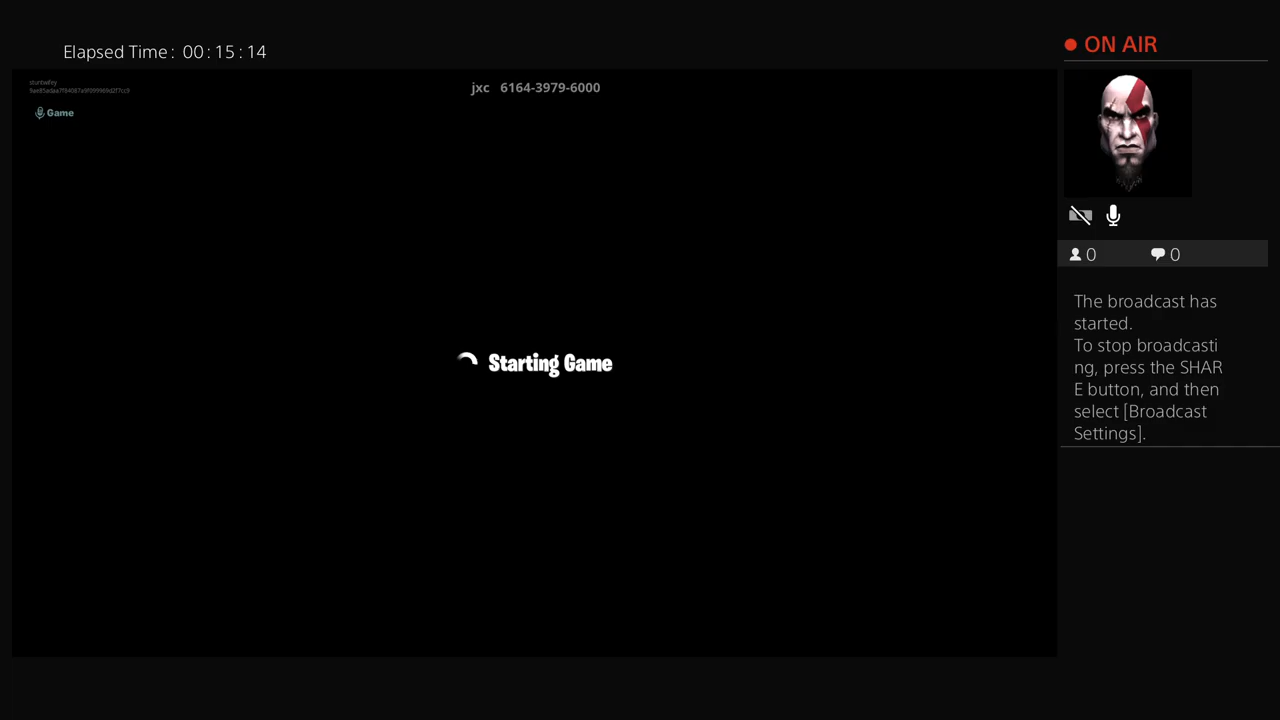 Elapsed Time: 00:15:14
ON AIR
stuntwifey
jxc 6164-3979-6000
Game
0 0
The broadcast has
started.
To stop broadcasti
ng, press the SHAR
E button, and then
select [Broadcast
Settings].
Starting Game